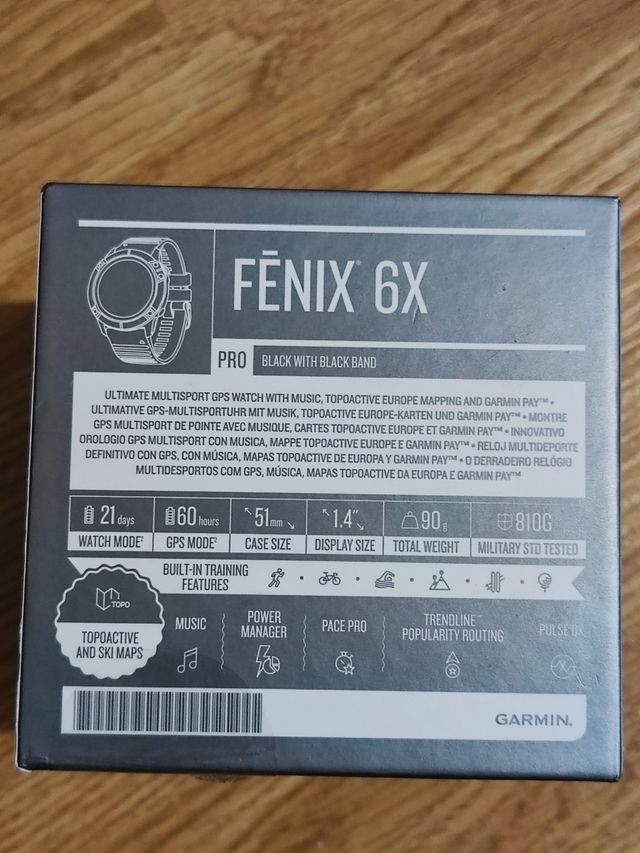 FĒNIX® 6X
PRO BLACK WITH BLACK BAND
ULTIMATE MULTISPORT GPS WATCH WITH MUSIC, TOPOACTIVE EUROPE MAPPING AND GARMIN PAY™ •
ULTIMATIVE GPS-MULTISPORTUHR MIT MUSIK, TOPOACTIVE EUROPE-KARTEN UND GARMIN PAY™ • MONTRE
GPS MULTISPORT DE POINTE AVEC MUSIQUE, CARTES TOPOACTIVE EUROPE ET GARMIN PAY™ • INNOVATIVO
OROLOGIO GPS MULTISPORT CON MUSICA, MAPPE TOPOACTIVE EUROPE E GARMIN PAY™ • RELOJ MULTIDEPORTE
DEFINITIVO CON GPS, CON MÚSICA, MAPAS TOPOACTIVE DE EUROPA Y GARMIN PAY™ • O DERRADEIRO RELÓGIO
MULTIDESPORTOS COM GPS, MÚSICA, MAPAS TOPOACTIVE DA EUROPA E GARMIN PAY™
21 days 60 hours 51 mm 1.4″ 90 g 810G
WATCH MODE² GPS MODE² CASE SIZE DISPLAY SIZE TOTAL WEIGHT MILITARY STD TESTED
BUILT-IN TRAINING
FEATURES
TOPO
TOPOACTIVE
AND SKI MAPS
MUSIC
POWER
MANAGER
PACE PRO
TRENDLINE™
POPULARITY ROUTING
PULSE OX
GARMIN.